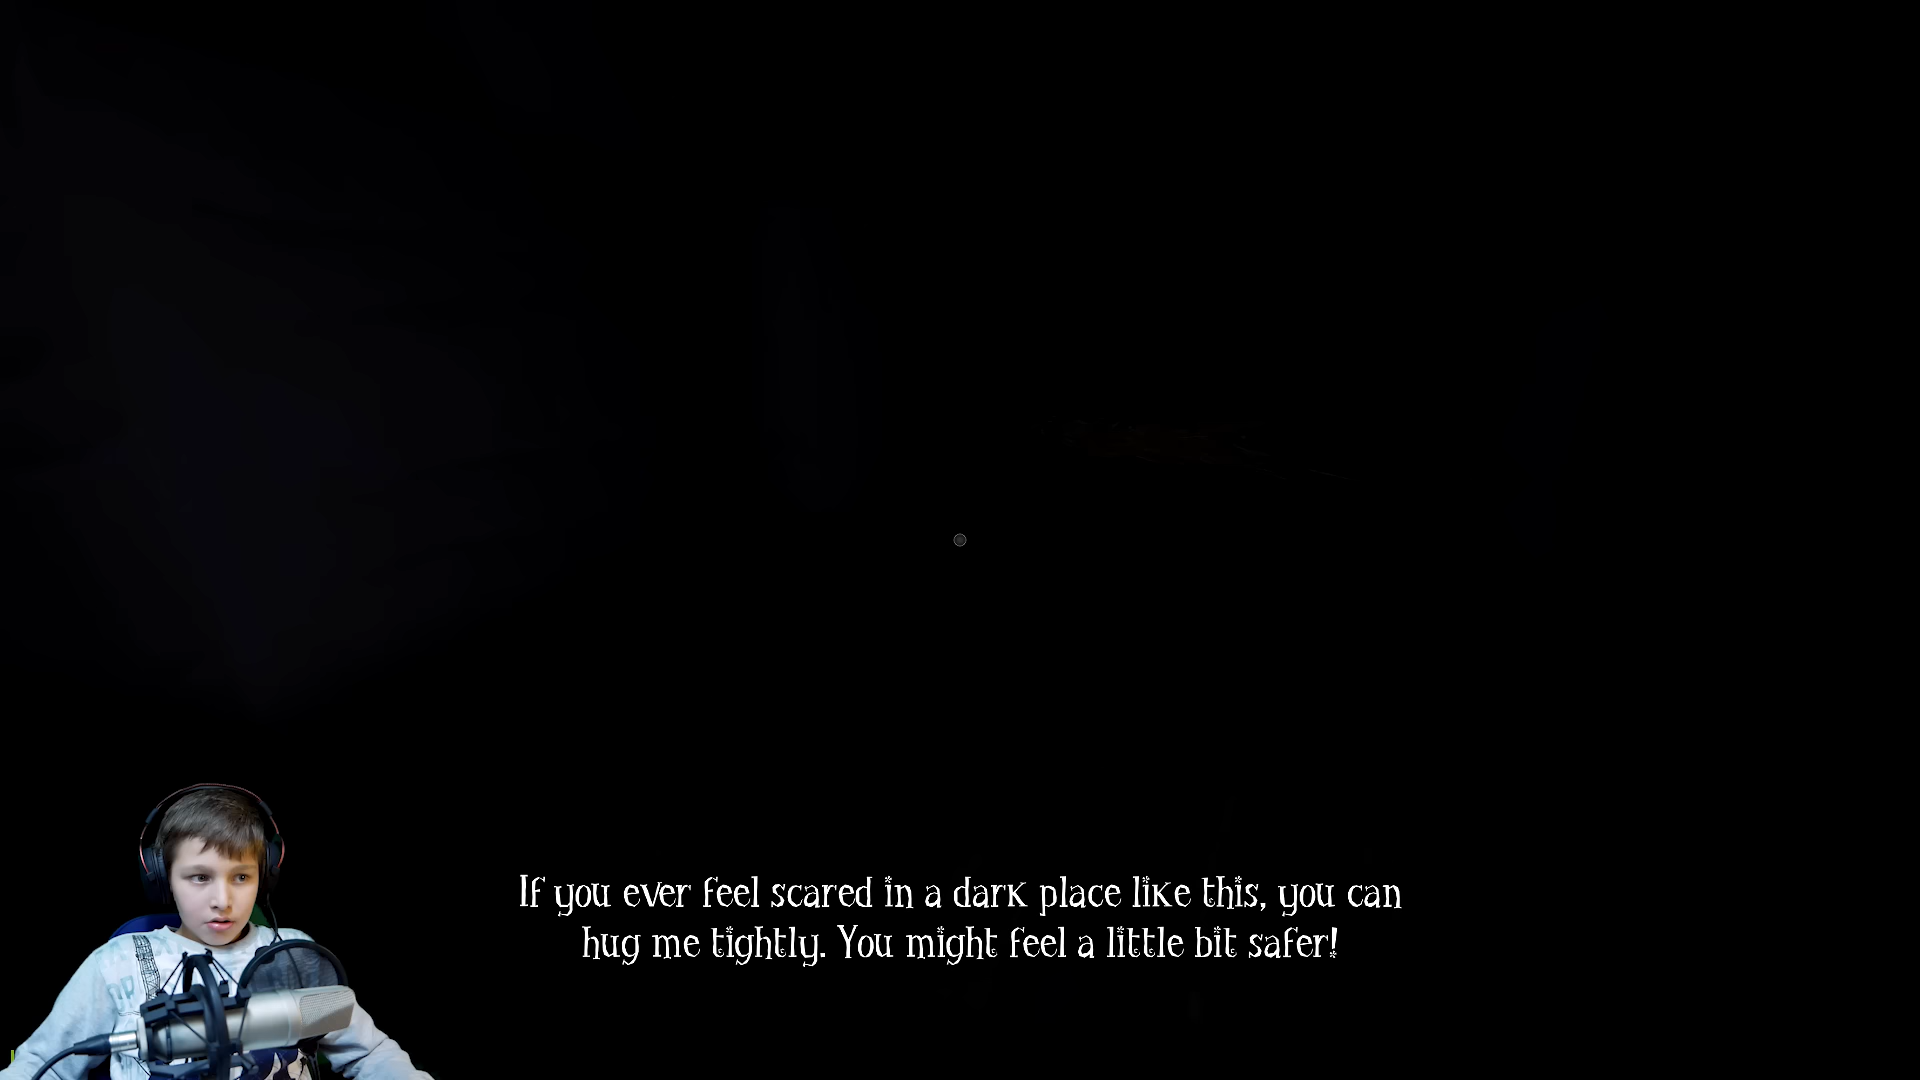 If you ever feel scared in a dark place like this, you can
hug me tightly. You might feel a little bit safer!